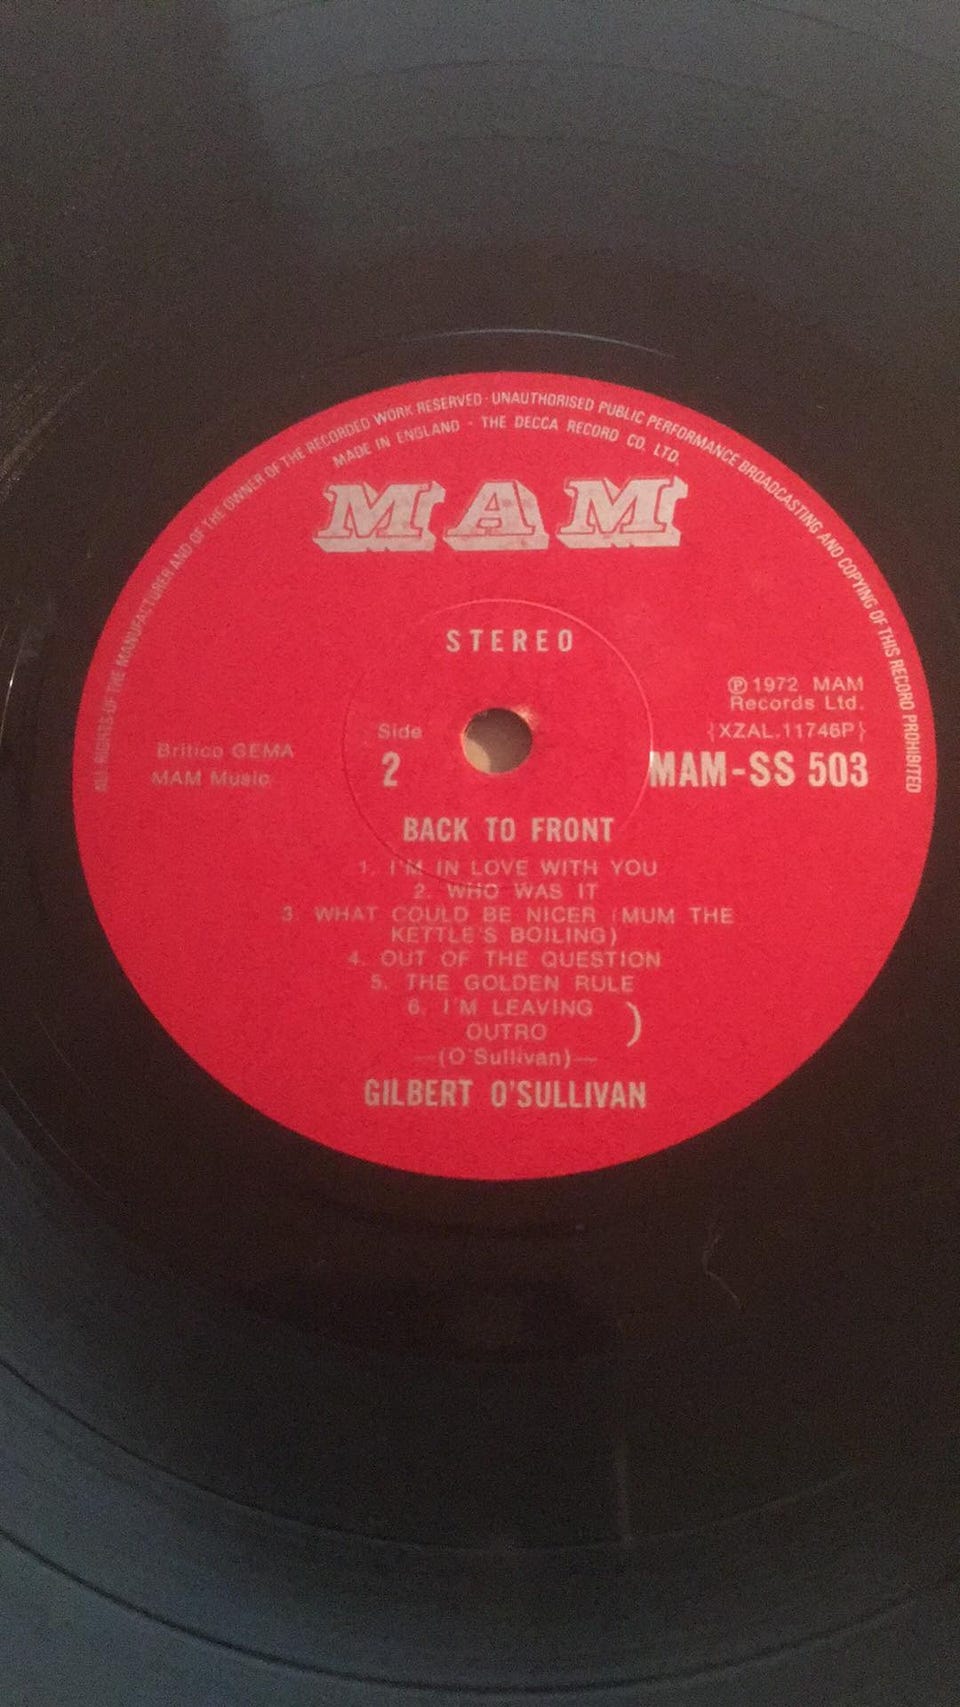 ALL RIGHTS OF THE MANUFACTURER AND OF THE OWNER OF THE RECORDED WORK RESERVED · UNAUTHORISED PUBLIC PERFORMANCE BROADCASTING AND COPYING OF THIS RECORD PROHIBITED
MADE IN ENGLAND - THE DECCA RECORD CO. LTD.
MAM
STEREO
℗ 1972 MAM
Records Ltd.
{XZAL.11746P}
MAM-SS 503
Side
2
Britico GEMA
MAM Music
BACK TO FRONT
1. I'M IN LOVE WITH YOU
2. WHO WAS IT
3. WHAT COULD BE NICER (MUM THE
KETTLE'S BOILING)
4. OUT OF THE QUESTION
5. THE GOLDEN RULE
6. I'M LEAVING )
OUTRO
—(O'Sullivan)—
GILBERT O'SULLIVAN